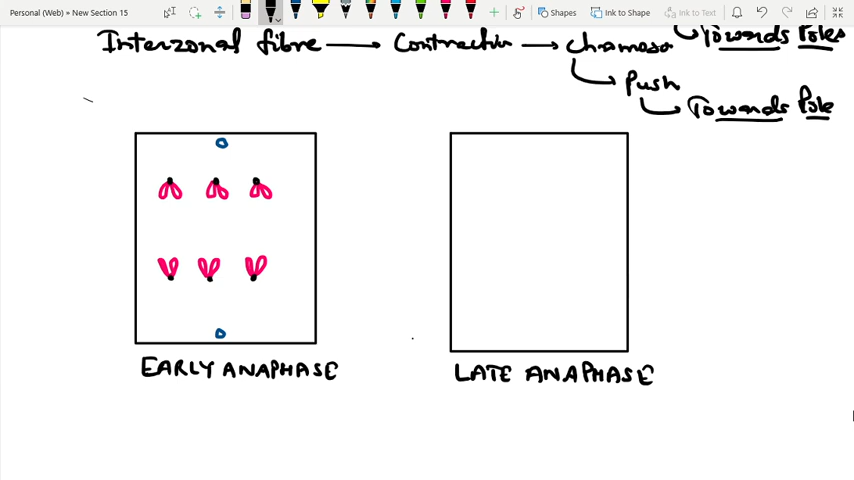 Personal (Web) » New Section 15
Shapes
Ink to Shape
Ink to Text
Towards Poles
Interzonal fibre → Contraction → chromoso
Push
Towards Pole
EARLY ANAPHASE
LATE ANAPHASE